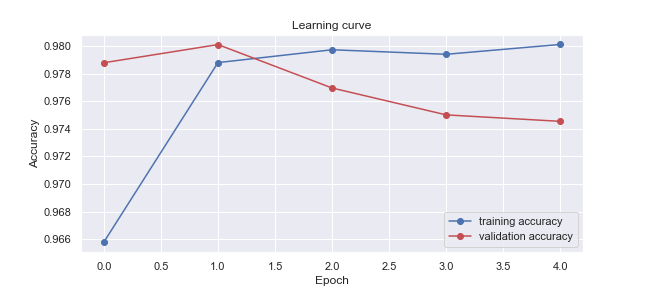 Learning curve
0.980
0.978
0.976
0.974
0.972
0.970
0.968
0.966
Accuracy
0.0 0.5 1.0 1.5 2.0 2.5 3.0 3.5 4.0
Epoch
training accuracy
validation accuracy